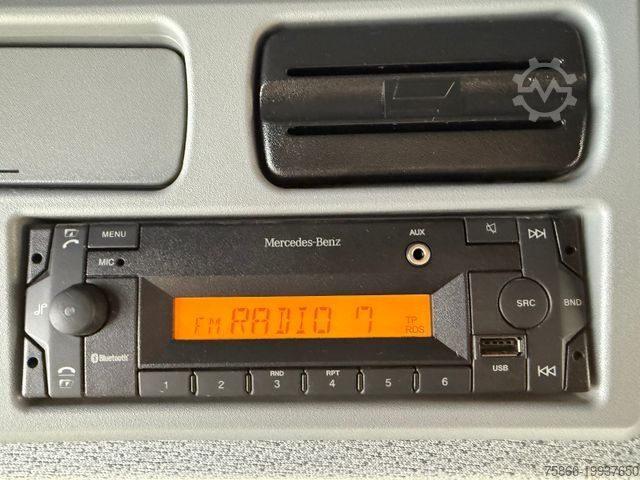 MENU
Mercedes-Benz
AUX
MIC
SRC
BND
FM RADIO 7
TP
RDS
Bluetooth
USB
RND
RPT
1
2
3
4
5
6
75866 13937650